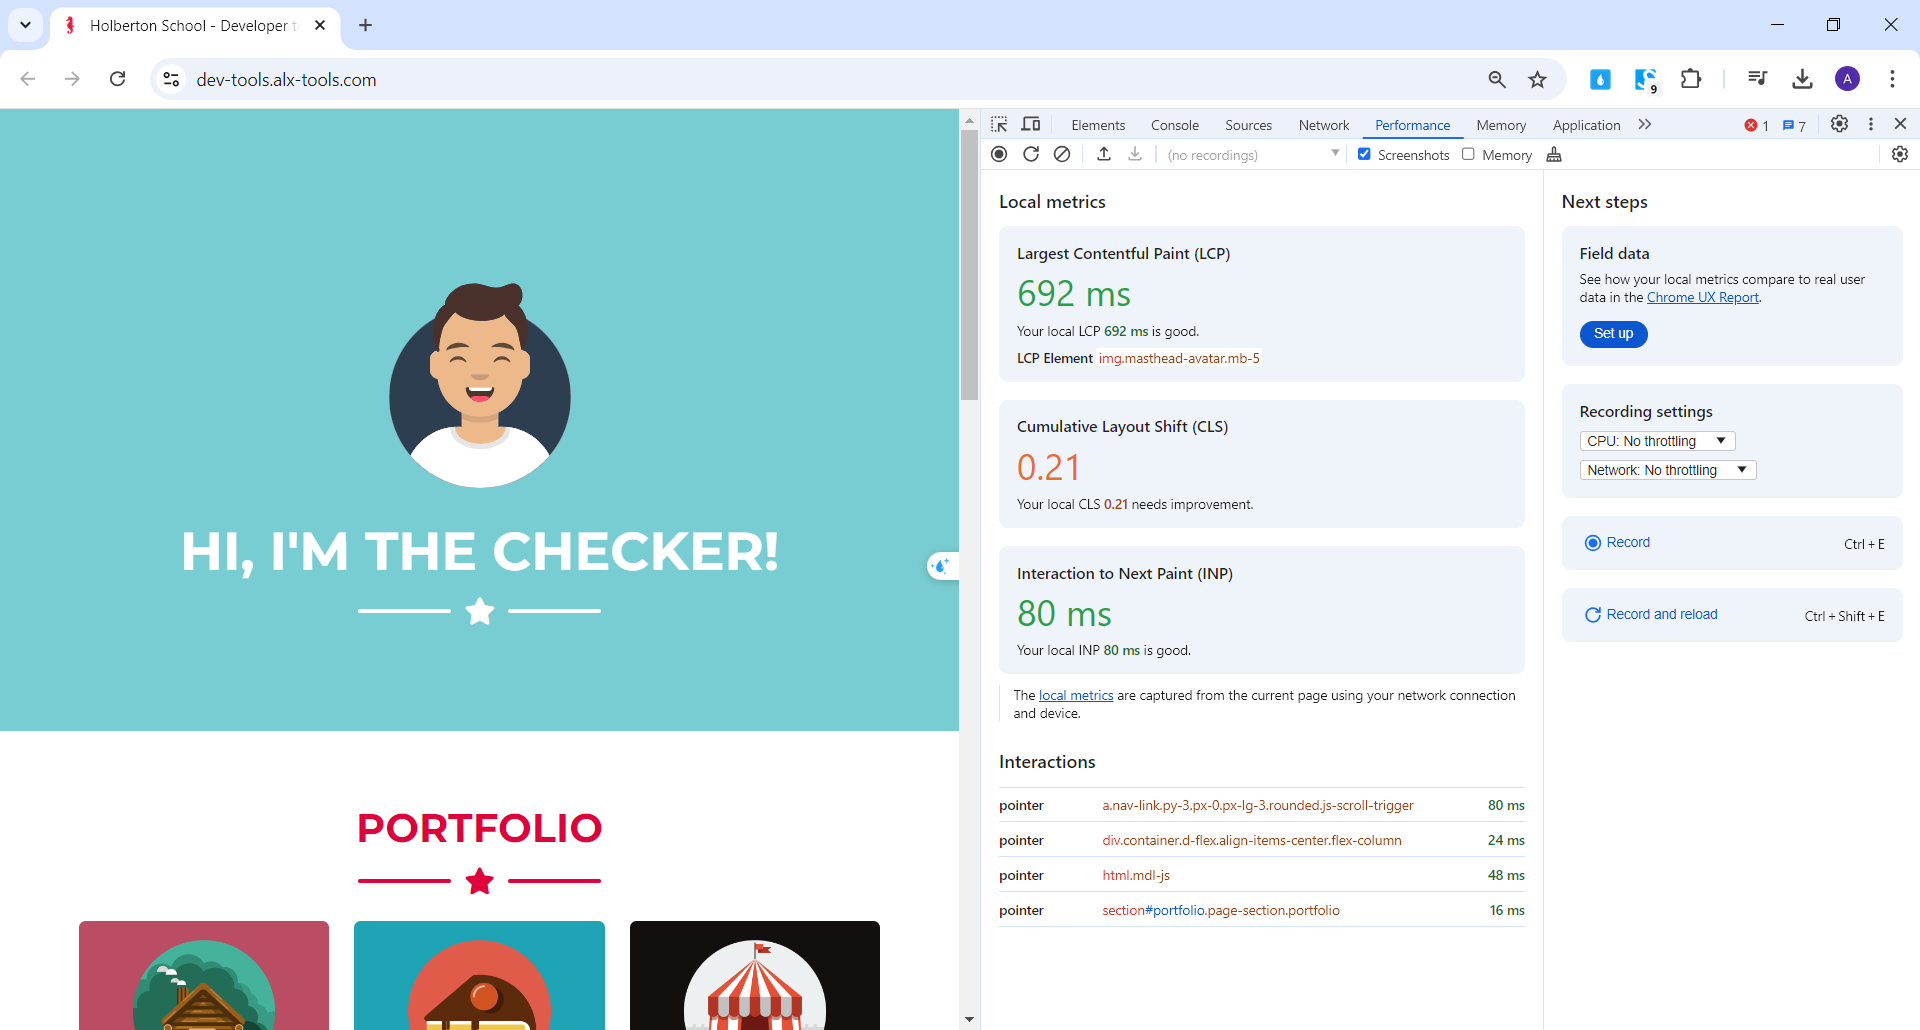 Holberton School - Developer t
dev-tools.alx-tools.com
9
A
Elements Console Sources Network Performance Memory Application 1 7
(no recordings) Screenshots Memory
HI, I'M THE CHECKER!
PORTFOLIO
Local metrics
Largest Contentful Paint (LCP)
692 ms
Your local LCP 692 ms is good.
LCP Element img.masthead-avatar.mb-5
Cumulative Layout Shift (CLS)
0.21
Your local CLS 0.21 needs improvement.
Interaction to Next Paint (INP)
80 ms
Your local INP 80 ms is good.
The local metrics are captured from the current page using your network connection
and device.
Interactions
pointer a.nav-link.py-3.px-0.px-lg-3.rounded.js-scroll-trigger 80 ms
pointer div.container.d-flex.align-items-center.flex-column 24 ms
pointer html.mdl-js 48 ms
pointer section#portfolio.page-section.portfolio 16 ms
Next steps
Field data
See how your local metrics compare to real user
data in the Chrome UX Report.
Set up
Recording settings
CPU: No throttling
Network: No throttling
Record Ctrl + E
Record and reload Ctrl + Shift + E